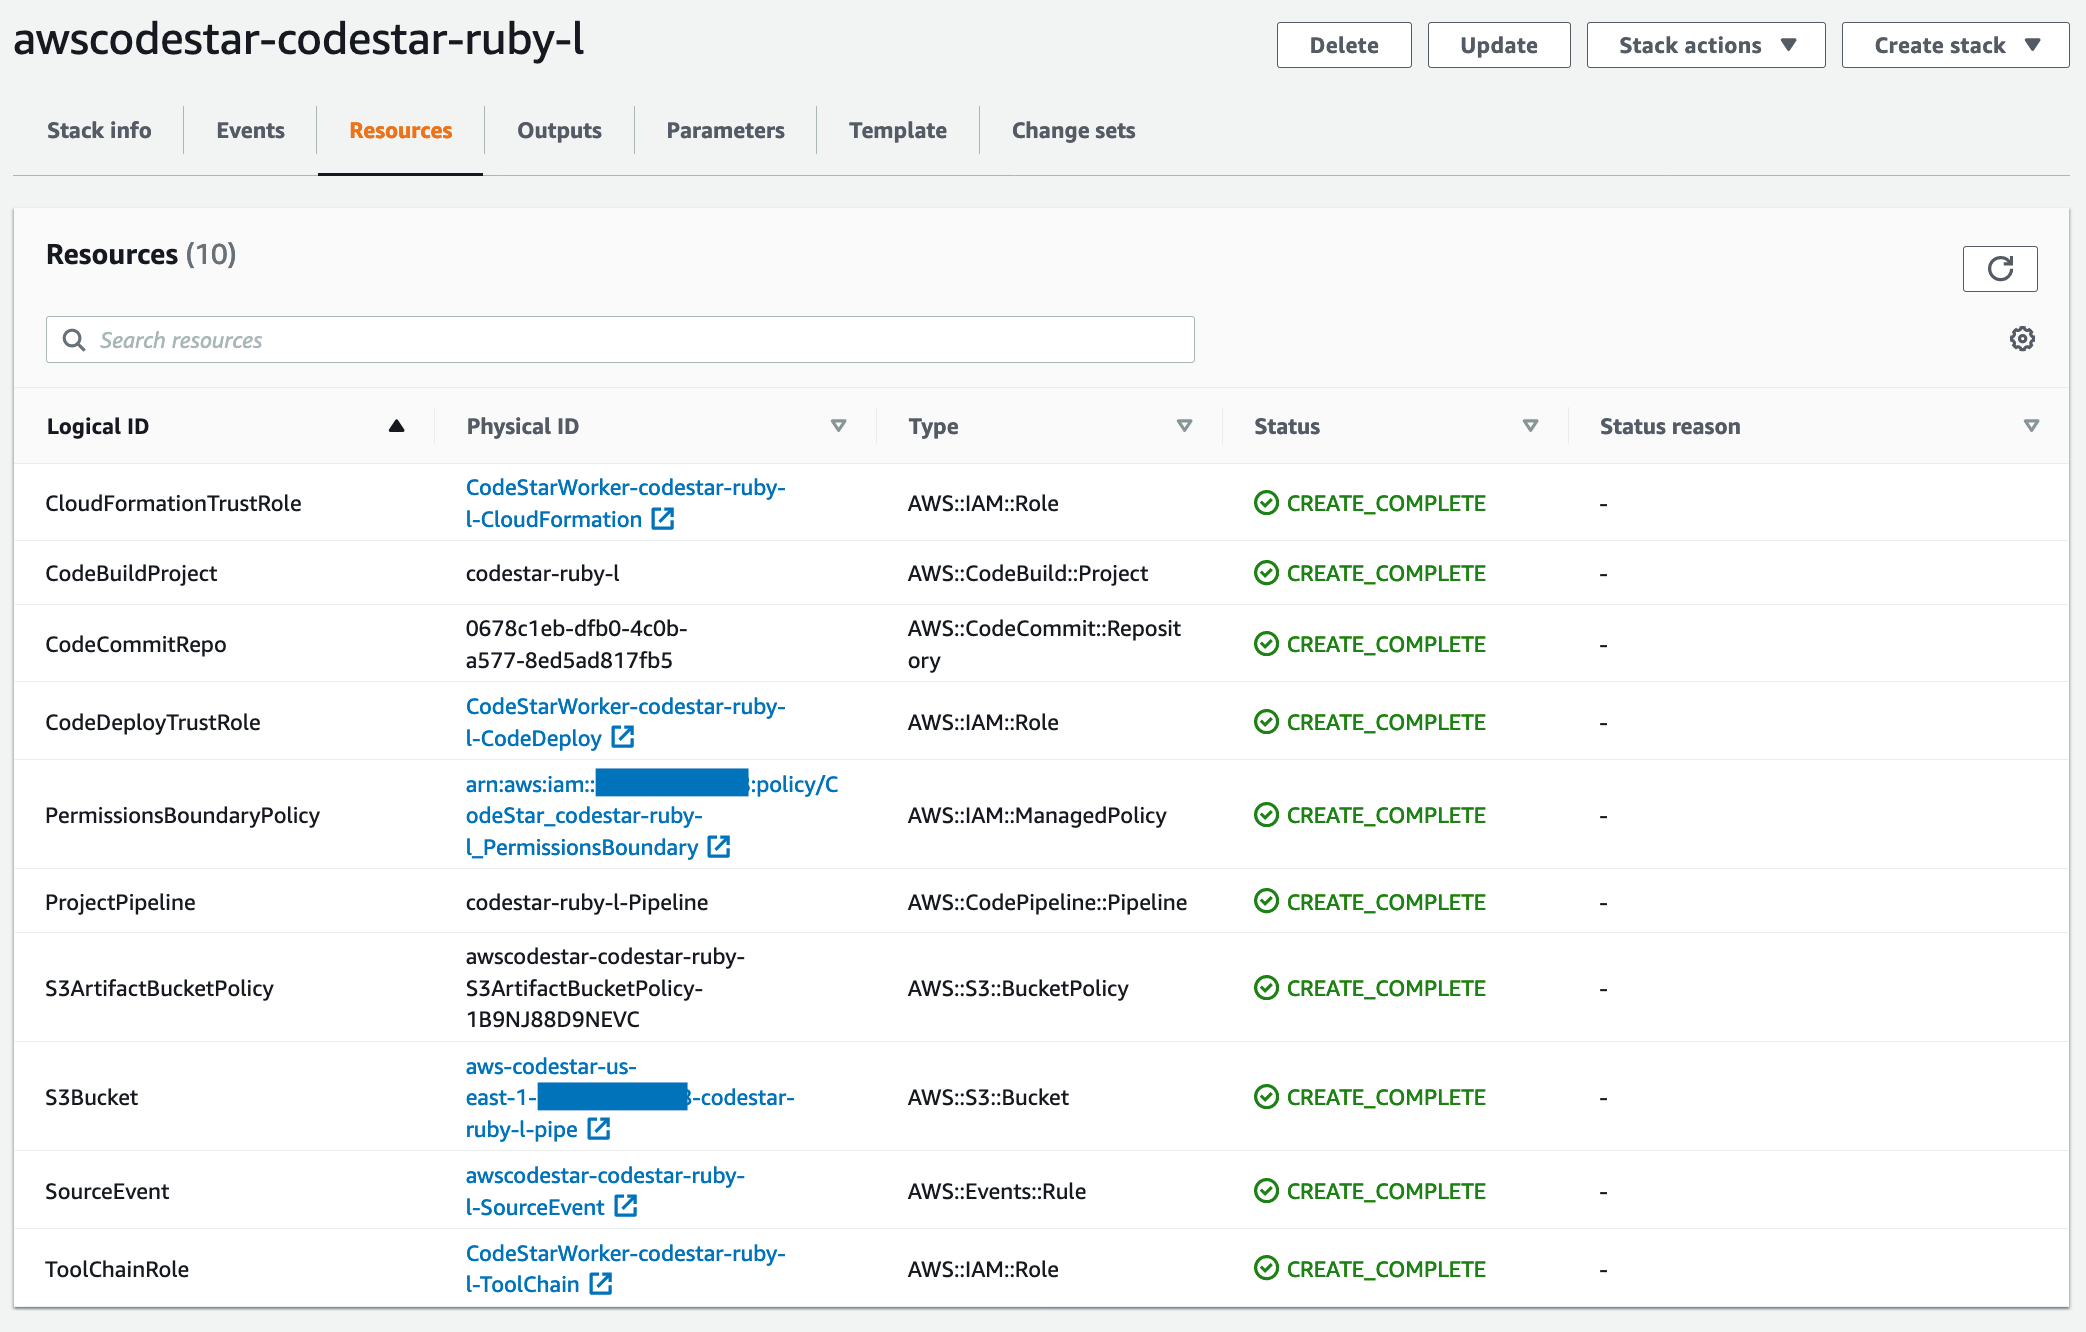 awscodestar-codestar-ruby-l
Delete
Update
Stack actions
Create stack
Stack info
Events
Resources
Outputs
Parameters
Template
Change sets
Resources (10)
Search resources
Logical ID
Physical ID
Type
Status
Status reason
CloudFormationTrustRole
CodeStarWorker-codestar-ruby-
l-CloudFormation
AWS::IAM::Role
CREATE_COMPLETE
-
CodeBuildProject
codestar-ruby-l
AWS::CodeBuild::Project
CREATE_COMPLETE
-
CodeCommitRepo
0678c1eb-dfb0-4c0b-
a577-8ed5ad817fb5
AWS::CodeCommit::Reposit
ory
CREATE_COMPLETE
-
CodeDeployTrustRole
CodeStarWorker-codestar-ruby-
l-CodeDeploy
AWS::IAM::Role
CREATE_COMPLETE
-
PermissionsBoundaryPolicy
arn:aws:iam:: :policy/C
odeStar_codestar-ruby-
l_PermissionsBoundary
AWS::IAM::ManagedPolicy
CREATE_COMPLETE
-
ProjectPipeline
codestar-ruby-l-Pipeline
AWS::CodePipeline::Pipeline
CREATE_COMPLETE
-
S3ArtifactBucketPolicy
awscodestar-codestar-ruby-
S3ArtifactBucketPolicy-
1B9NJ88D9NEVC
AWS::S3::BucketPolicy
CREATE_COMPLETE
-
S3Bucket
aws-codestar-us-
east-1- -codestar-
ruby-l-pipe
AWS::S3::Bucket
CREATE_COMPLETE
-
SourceEvent
awscodestar-codestar-ruby-
l-SourceEvent
AWS::Events::Rule
CREATE_COMPLETE
-
ToolChainRole
CodeStarWorker-codestar-ruby-
l-ToolChain
AWS::IAM::Role
CREATE_COMPLETE
-